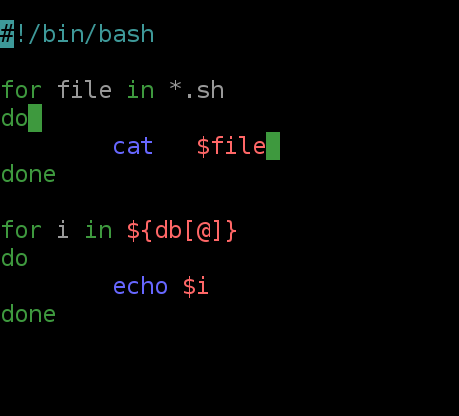 #!/bin/bash

for file in *.sh
do
        cat   $file
done

for i in ${db[@]}
do
        echo $i
done